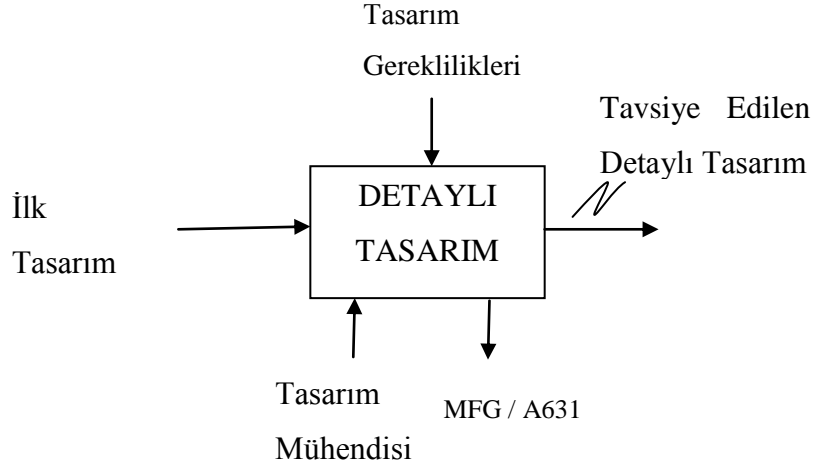 Tasarım
Gereklilikleri
Tavsiye Edilen
Detaylı Tasarım
DETAYLI
TASARIM
İlk
Tasarım
Tasarım
Mühendisi
MFG / A631